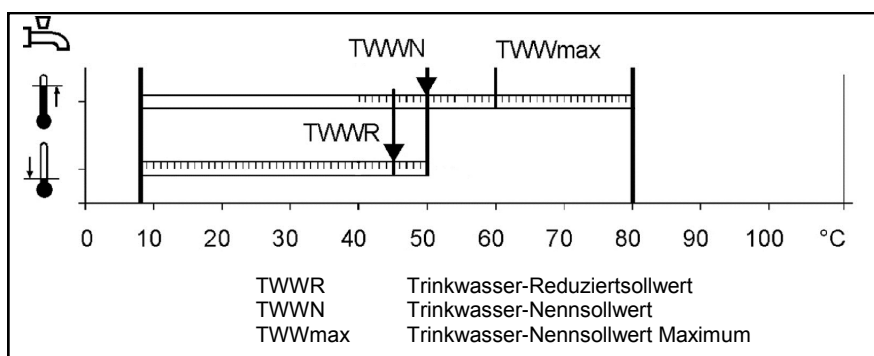 TWWN TWWmax
TWWR
0 10 20 30 40 50 60 70 80 90 100 °C
TWWR Trinkwasser-Reduziertsollwert
TWWN Trinkwasser-Nennsollwert
TWWmax Trinkwasser-Nennsollwert Maximum